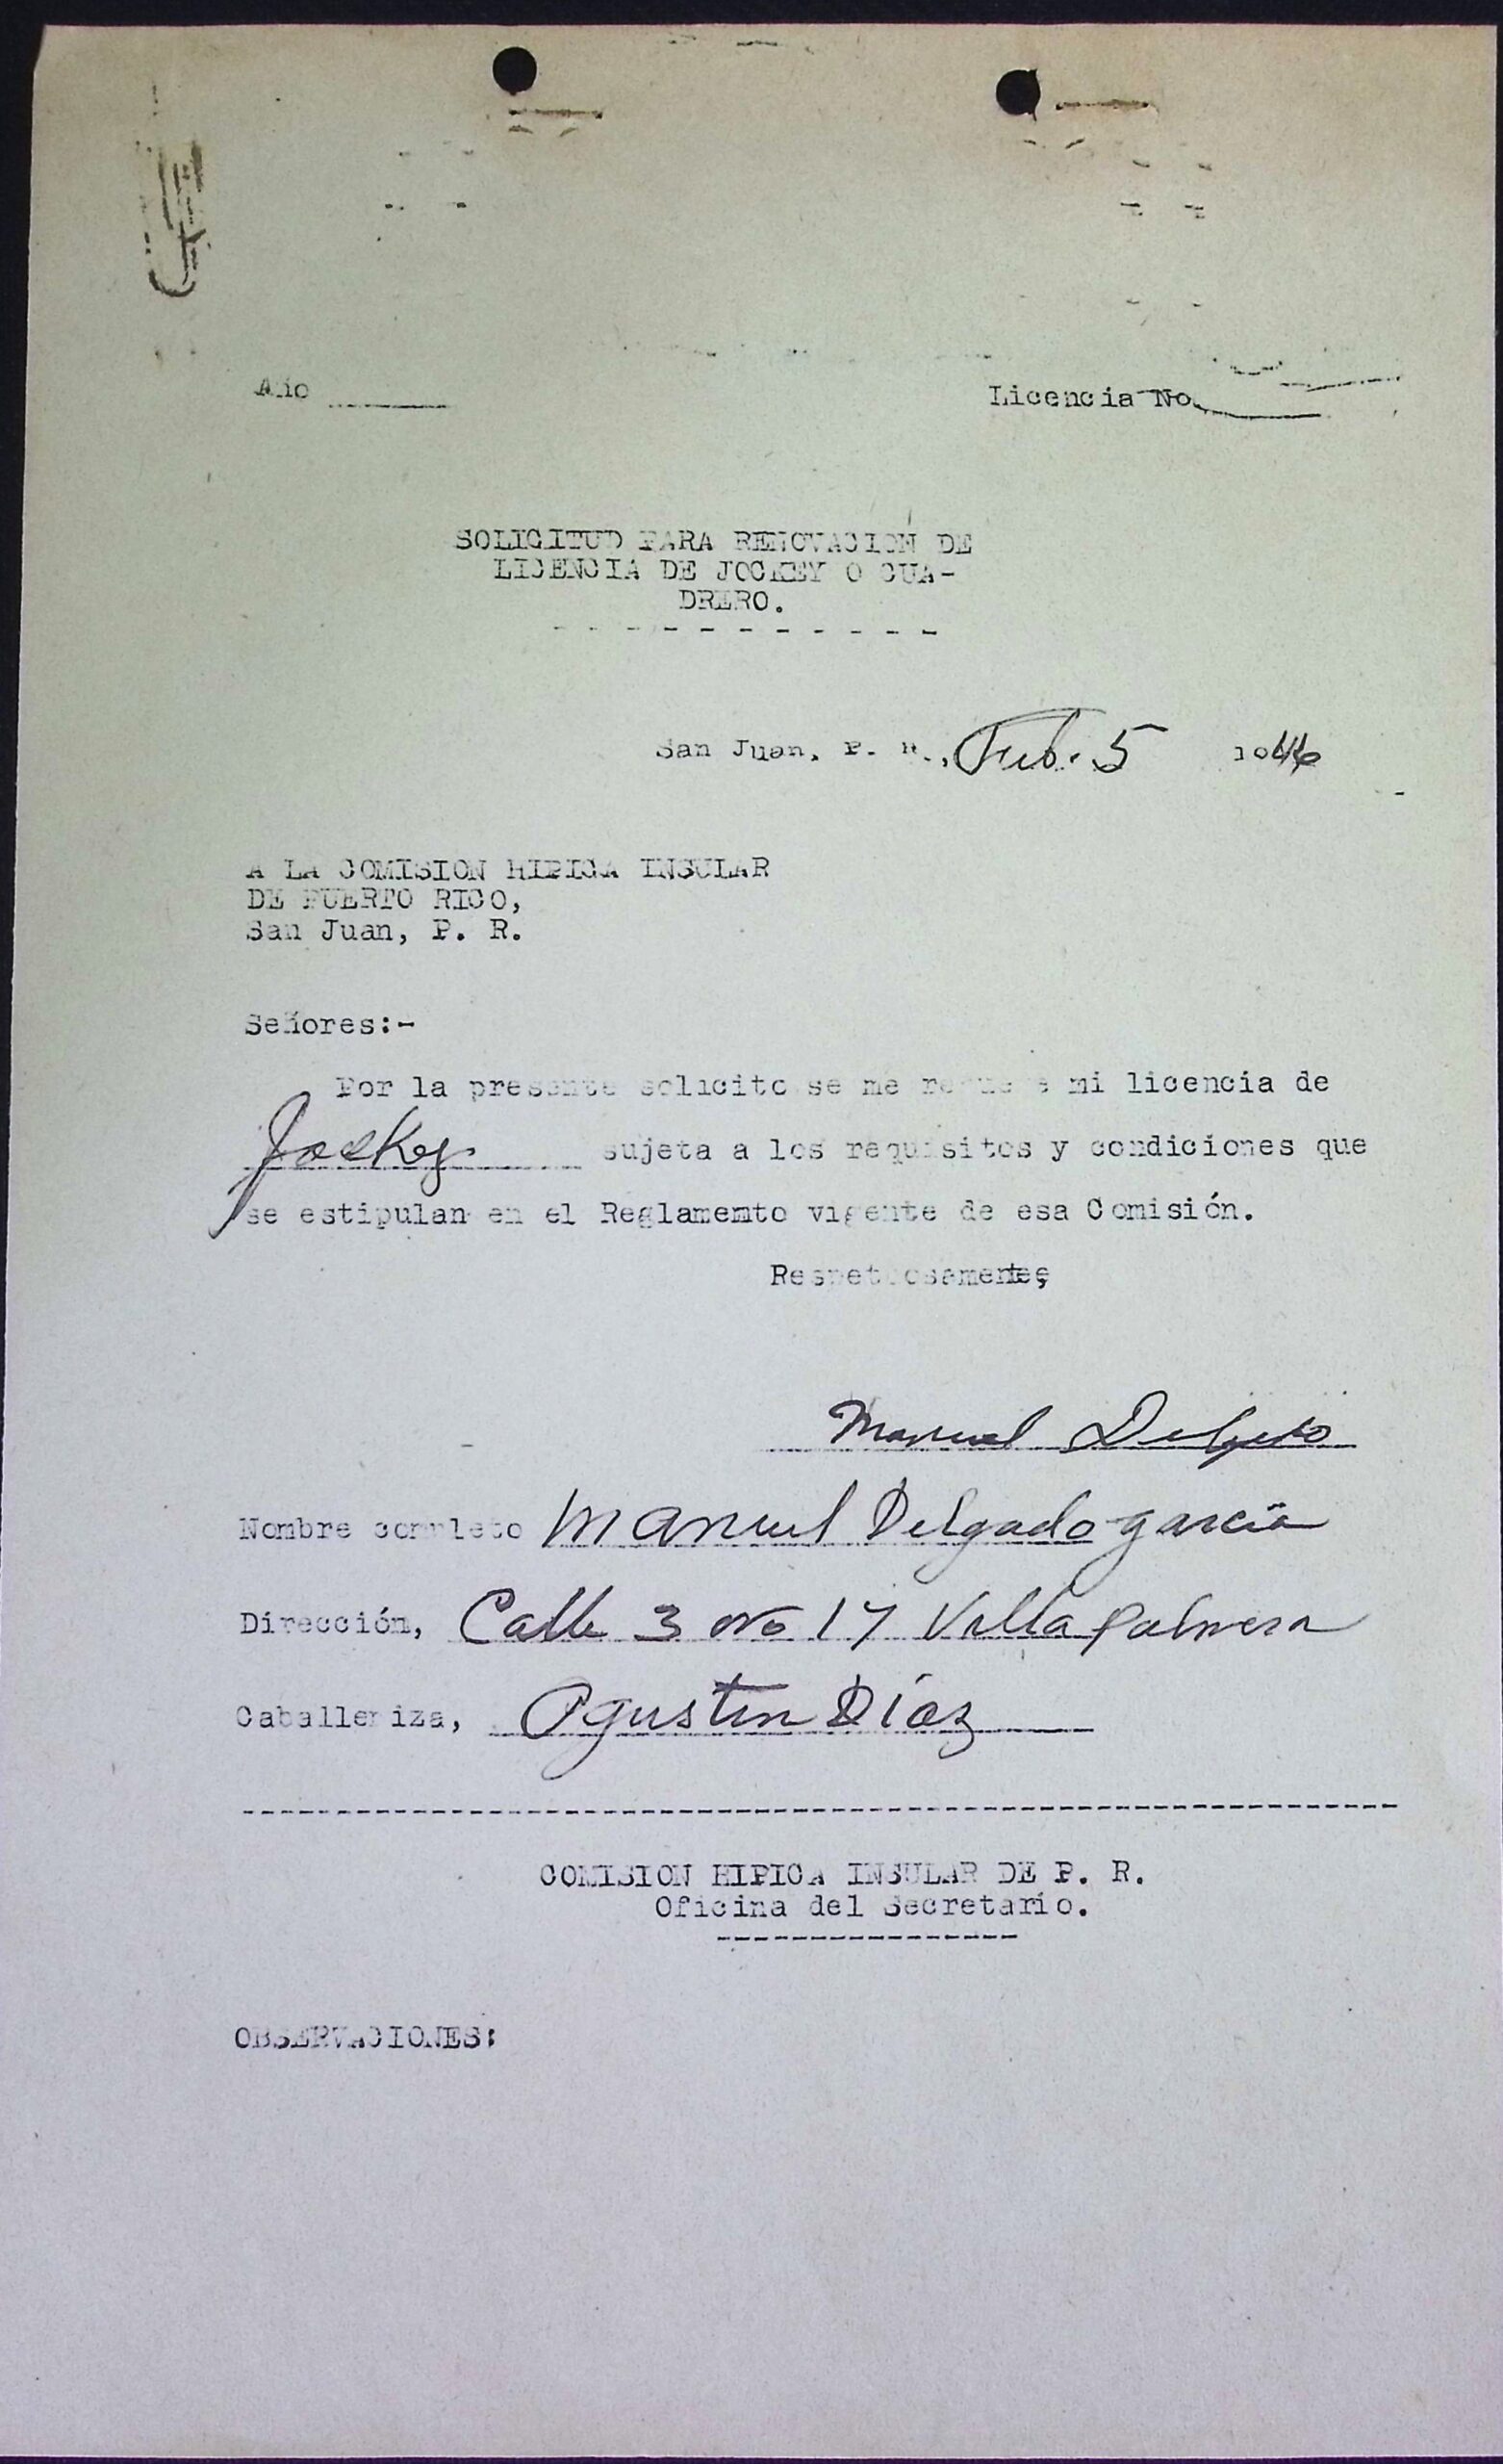 Año
Licencia No.
SOLICITUD PARA RENOVACION DE
LICENCIA DE JOCKEY O CUA-
DRERO.
San Juan, P. R., Feb. 5 1946
A LA COMISION HIPICA INSULAR
DE PUERTO RICO,
San Juan, P. R.
Señores:-
Por la presente solicito se me renueve mi licencia de
Jockey sujeta a los requisitos y condiciones que
se estipulan en el Reglamento vigente de esa Comisión.
Respetuosamente,
Manuel Delgado
Nombre completo Manuel Delgado garcia
Dirección, Calle 3 No 17 Villa palmera
Caballeriza, Agustin Díaz
COMISION HIPICA INSULAR DE P. R.
Oficina del Secretario.
OBSERVACIONES: